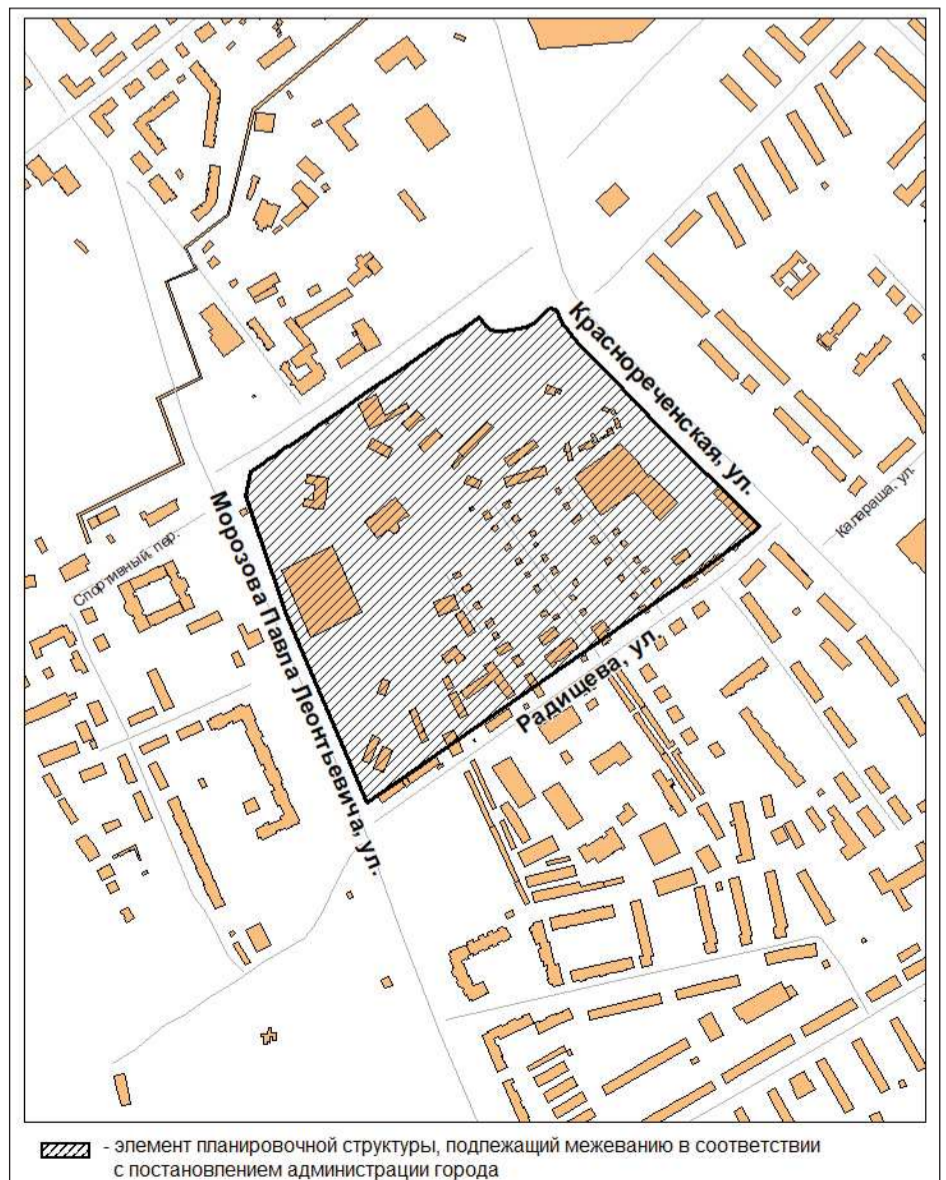 Краснореченская, ул.
Калараша, ул.
Морозова Павла Леонтьевича, ул.
Спортивный, пер.
Радищева, ул.
- элемент планировочной структуры, подлежащий межеванию в соответствии
с постановлением администрации города